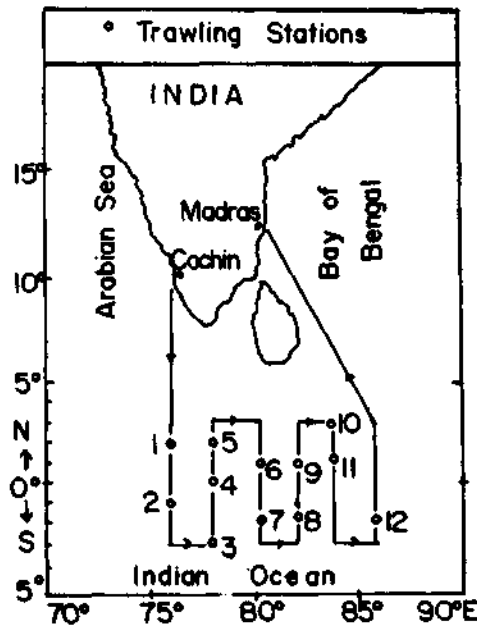 Trawling Stations
INDIA
15°
Arabian Sea
Madras
Bay of
Bengal
Cochin
10°
5°
10
N
1
5
6
9
11
0°
4
2
7
8
12
S
3
5°
Indian Ocean
70°
75°
80°
85°
90°E